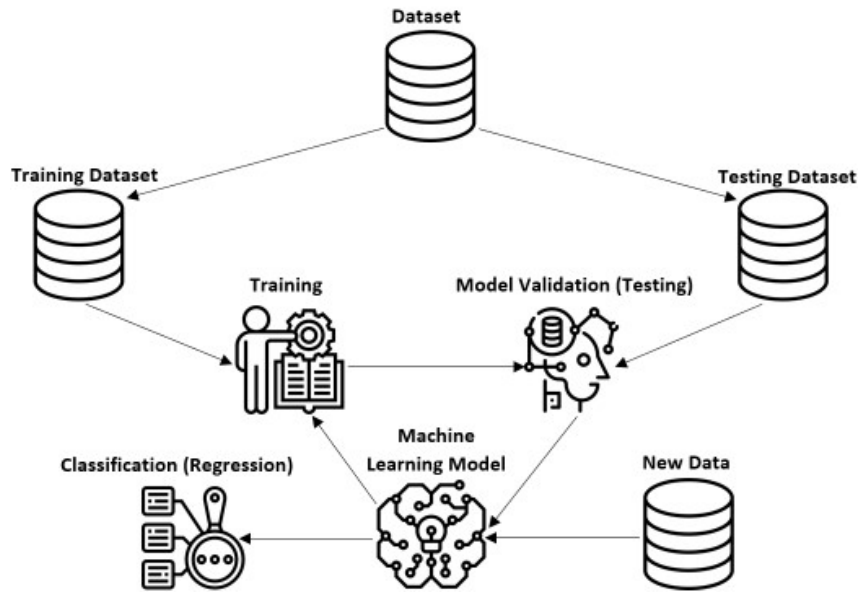 Dataset
Training Dataset
Testing Dataset
Training
Model Validation (Testing)
Machine
Learning Model
Classification (Regression)
New Data